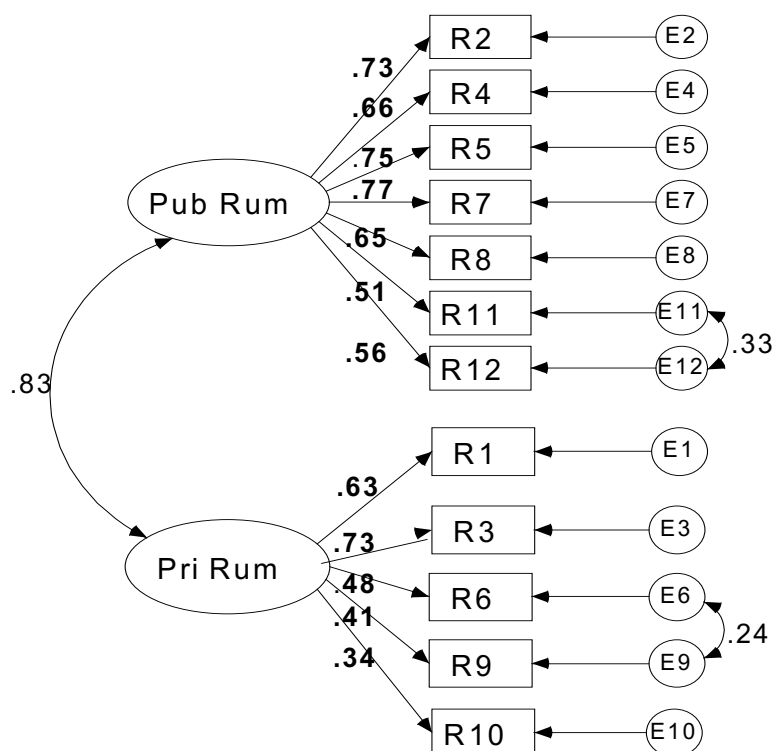 R2 E2
.73
R4 E4
.66
R5 E5
.75
Pub Rum .77 R7 E7
R8 E8
.65
R11 E11
.51
.33
.56 R12 E12
.83
R1 E1
.63
R3 E3
.73
Pri Rum
.48 R6 E6
.41
.24
.34 R9 E9
R10 E10